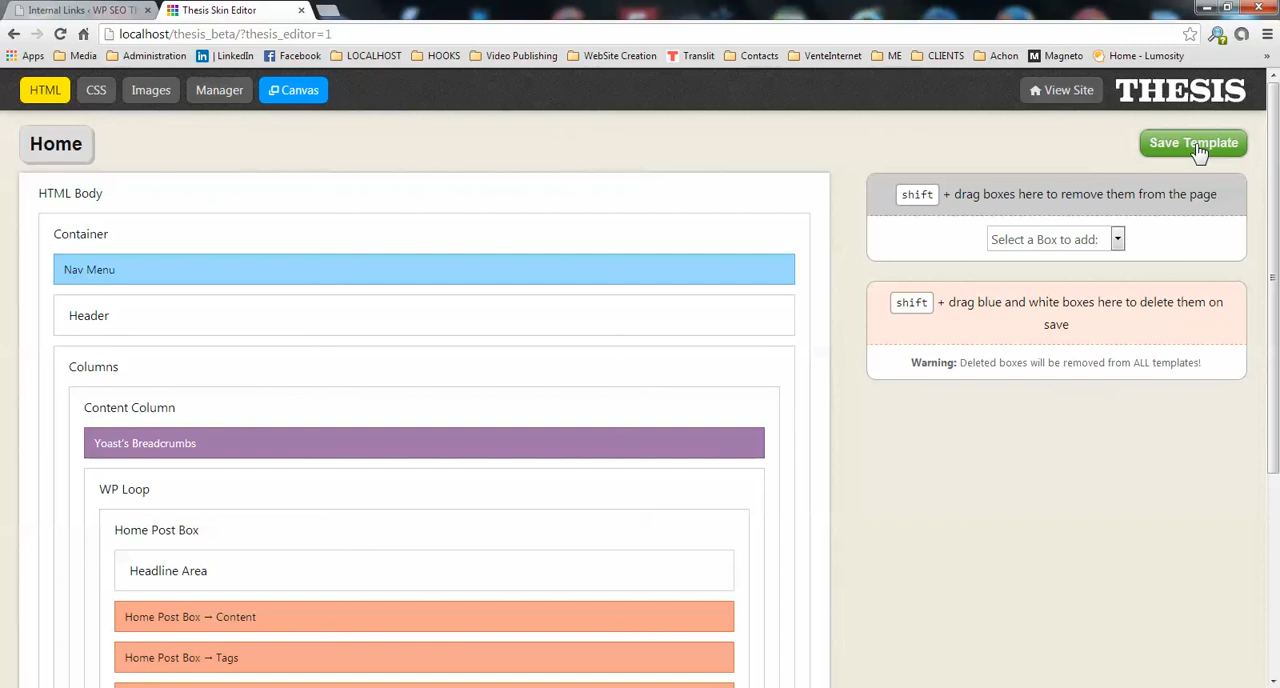 Internal Links ‹ WP SEO T
Thesis Skin Editor
localhost/thesis_beta/?thesis_editor=1
Apps Media Administration LinkedIn Facebook LOCALHOST HOOKS Video Publishing WebSite Creation Translit Contacts VenteInternet ME CLIENTS Achon Magneto Home - Lumosity »
HTML CSS Images Manager Canvas View Site THESIS
Home
Save Template
HTML Body
shift + drag boxes here to remove them from the page
Container
Select a Box to add:
Nav Menu
Header
shift + drag blue and white boxes here to delete them on
save
Columns
Warning: Deleted boxes will be removed from ALL templates!
Content Column
Yoast's Breadcrumbs
WP Loop
Home Post Box
Headline Area
Home Post Box → Content
Home Post Box → Tags